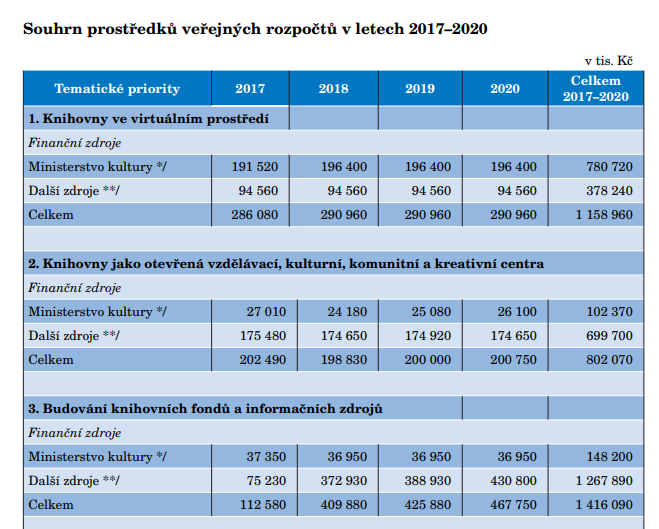 Souhrn prostředků veřejných rozpočtů v letech 2017–2020
v tis. Kč
Tematické priority 2017 2018 2019 2020 Celkem 2017–2020
1. Knihovny ve virtuálním prostředí
Finanční zdroje
Ministerstvo kultury */ 191 520 196 400 196 400 196 400 780 720
Další zdroje **/ 94 560 94 560 94 560 94 560 378 240
Celkem 286 080 290 960 290 960 290 960 1 158 960
2. Knihovny jako otevřená vzdělávací, kulturní, komunitní a kreativní centra
Finanční zdroje
Ministerstvo kultury */ 27 010 24 180 25 080 26 100 102 370
Další zdroje **/ 175 480 174 650 174 920 174 650 699 700
Celkem 202 490 198 830 200 000 200 750 802 070
3. Budování knihovních fondů a informačních zdrojů
Finanční zdroje
Ministerstvo kultury */ 37 350 36 950 36 950 36 950 148 200
Další zdroje **/ 75 230 372 930 388 930 430 800 1 267 890
Celkem 112 580 409 880 425 880 467 750 1 416 090